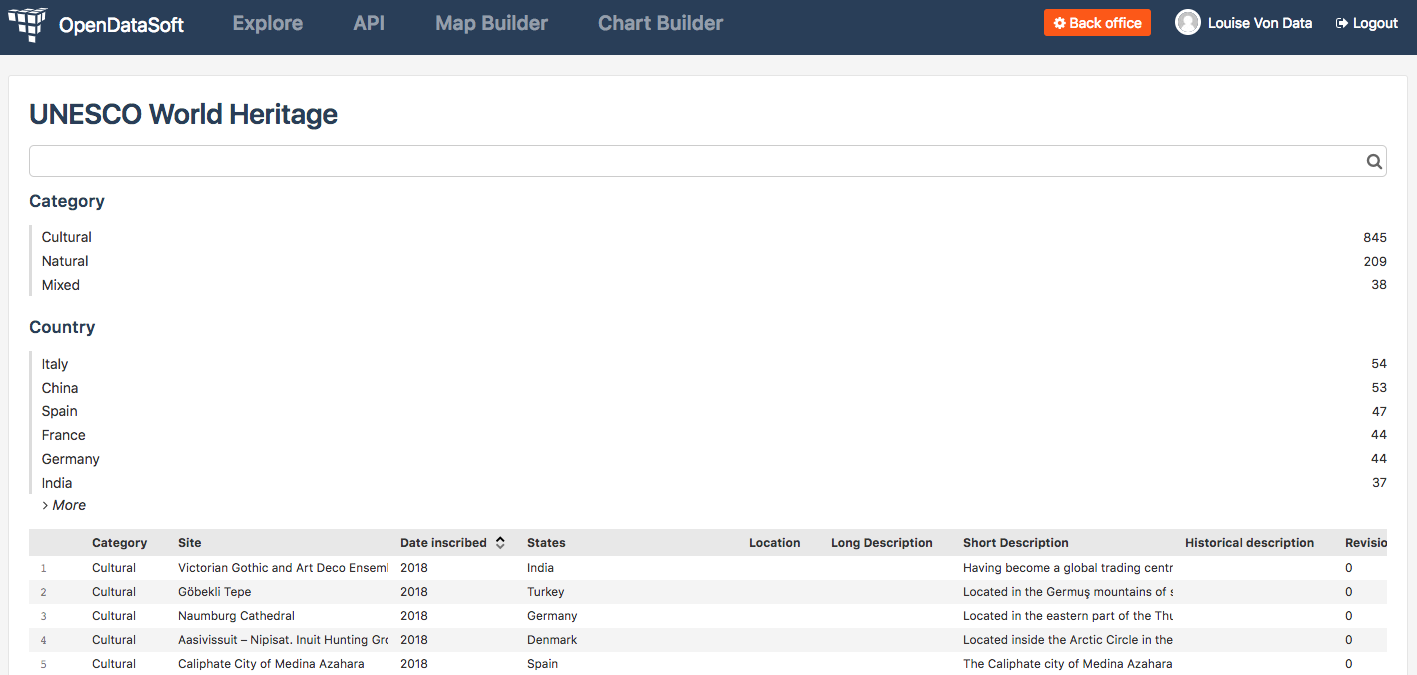 OpenDataSoft Explore API Map Builder Chart Builder Back office Louise Von Data Logout
UNESCO World Heritage
Category
Cultural 845
Natural 209
Mixed 38
Country
Italy 54
China 53
Spain 47
France 44
Germany 44
India 37
> More
Category Site Date inscribed States Location Long Description Short Description Historical description Revisio
1 Cultural Victorian Gothic and Art Deco Ensem 2018 India Having become a global trading centr 0
2 Cultural Göbekli Tepe 2018 Turkey Located in the Germuş mountains of s 0
3 Cultural Naumburg Cathedral 2018 Germany Located in the eastern part of the Thu 0
4 Cultural Aasivissuit – Nipisat. Inuit Hunting Gro 2018 Denmark Located inside the Arctic Circle in the 0
5 Cultural Caliphate City of Medina Azahara 2018 Spain The Caliphate city of Medina Azahara 0